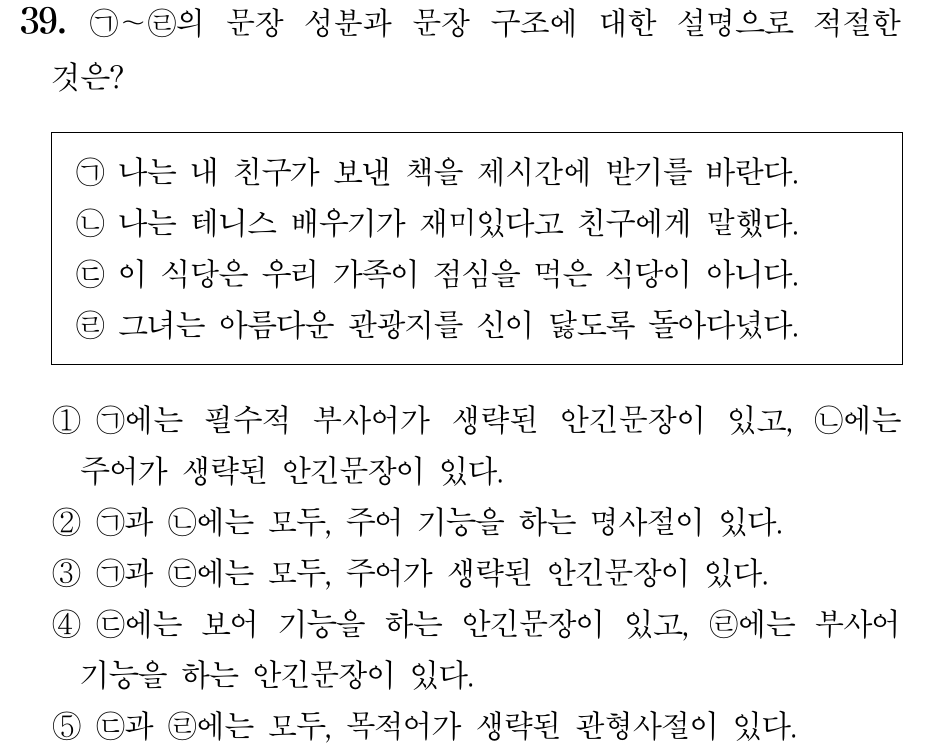 39. ㉠~㉣의 문장 성분과 문장 구조에 대한 설명으로 적절한
것은?
㉠ 나는 내 친구가 보낸 책을 제시간에 받기를 바란다.
㉡ 나는 테니스 배우기가 재미있다고 친구에게 말했다.
㉢ 이 식당은 우리 가족이 점심을 먹은 식당이 아니다.
㉣ 그녀는 아름다운 관광지를 신이 닳도록 돌아다녔다.
① ㉠에는 필수적 부사어가 생략된 안긴문장이 있고, ㉡에는
주어가 생략된 안긴문장이 있다.
② ㉠과 ㉡에는 모두, 주어 기능을 하는 명사절이 있다.
③ ㉠과 ㉢에는 모두, 주어가 생략된 안긴문장이 있다.
④ ㉢에는 보어 기능을 하는 안긴문장이 있고, ㉣에는 부사어
기능을 하는 안긴문장이 있다.
⑤ ㉢과 ㉣에는 모두, 목적어가 생략된 관형사절이 있다.